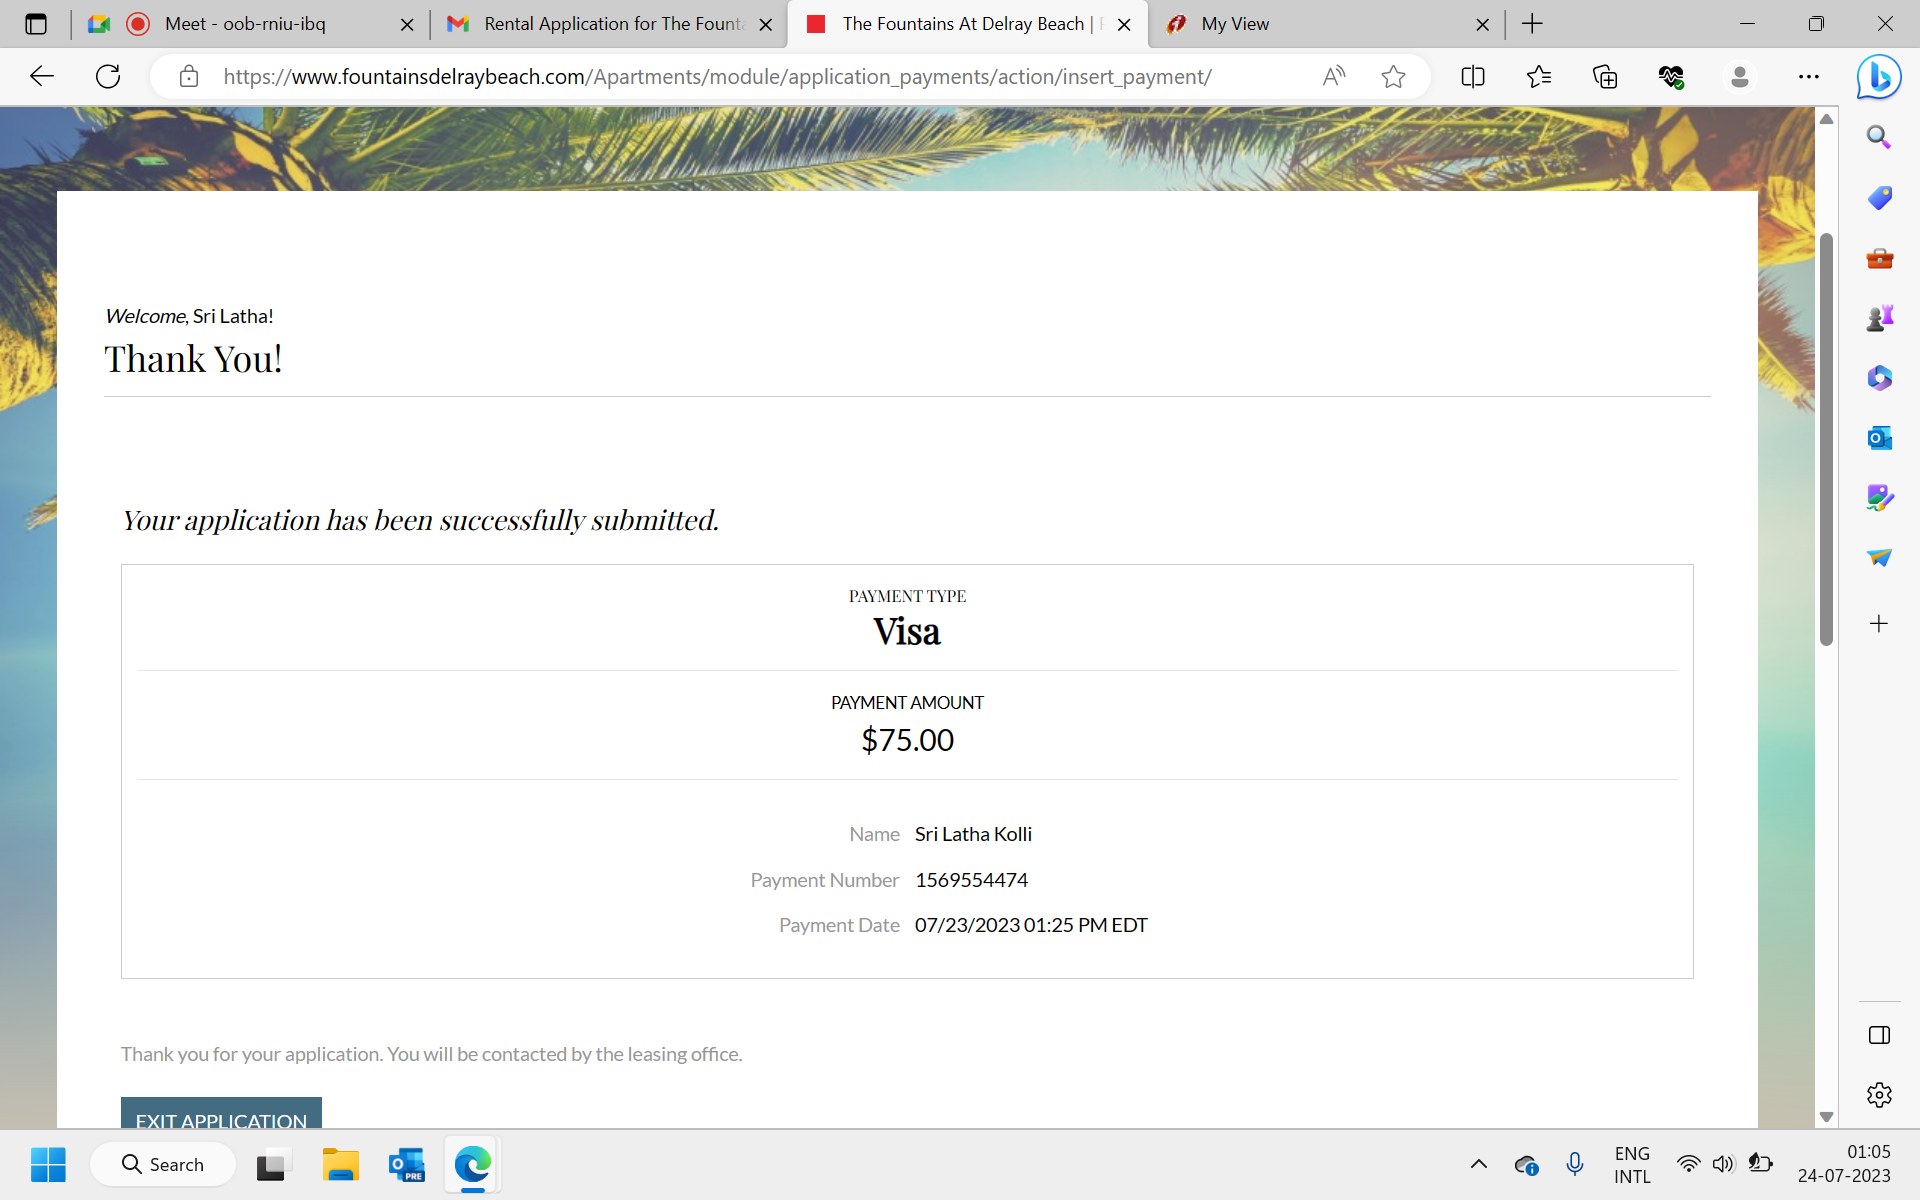 Meet - oob-rniu-ibq
Rental Application for The Founta
The Fountains At Delray Beach |
My View
https://www.fountainsdelraybeach.com/Apartments/module/application_payments/action/insert_payment/
Welcome, Sri Latha!
Thank You!
Your application has been successfully submitted.
PAYMENT TYPE
Visa
PAYMENT AMOUNT
$75.00
Name Sri Latha Kolli
Payment Number 1569554474
Payment Date 07/23/2023 01:25 PM EDT
Thank you for your application. You will be contacted by the leasing office.
EXIT APPLICATION
Search
PRE
ENG
INTL
01:05
24-07-2023